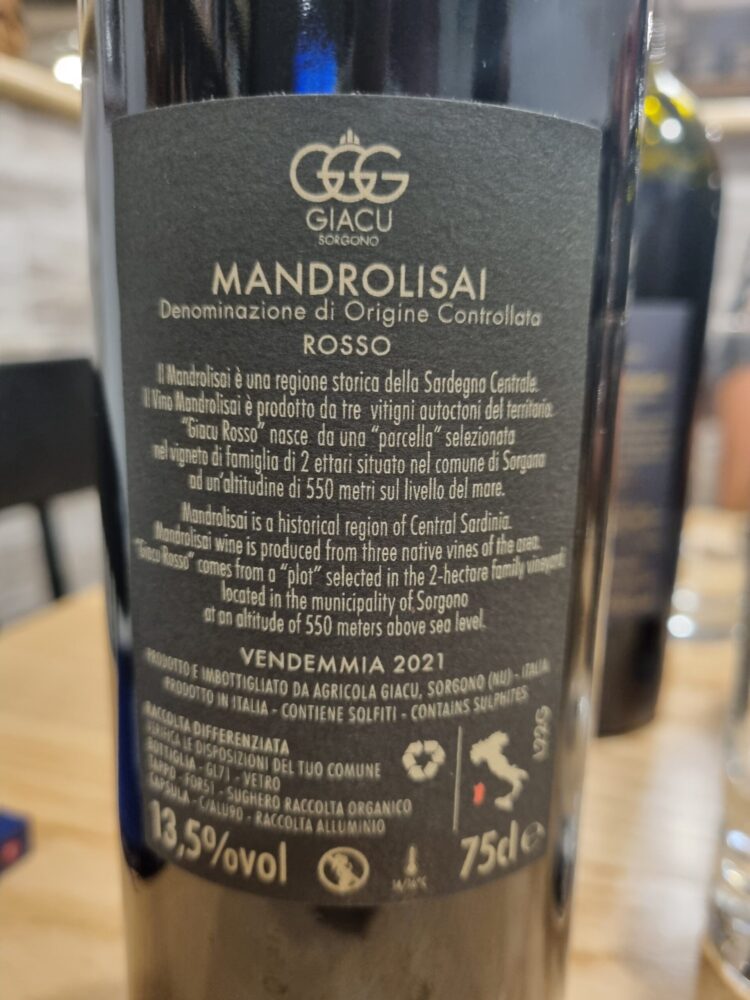 GGG
GIACU
SORGONO
MANDROLISAI
Denominazione di Origine Controllata
ROSSO
Il Mandrolisai è una regione storica della Sardegna Centrale.
Il Vino Mandrolisai è prodotto da tre vitigni autoctoni del territorio.
"Giacu Rosso" nasce da una "parcella" selezionata
nel vigneto di famiglia di 2 ettari situato nel comune di Sorgono
ad un'altitudine di 550 metri sul livello del mare.
Mandrolisai is a historical region of Central Sardinia.
Mandrolisai wine is produced from three native vines of the area.
"Giacu Rosso" comes from a "plot" selected in the 2-hectare family vineyard
located in the municipality of Sorgono
at an altitude of 550 meters above sea level.
VENDEMMIA 2021
PRODOTTO E IMBOTTIGLIATO DA AGRICOLA GIACU, SORGONO (NU) - ITALIA
PRODOTTO IN ITALIA - CONTIENE SOLFITI - CONTAINS SULPHITES
RACCOLTA DIFFERENZIATA
VERIFICA LE DISPOSIZIONI DEL TUO COMUNE
BOTTIGLIA - GL71 - VETRO
TAPPO - FOR51 - SUGHERO RACCOLTA ORGANICO
CAPSULA - C/ALU90 - RACCOLTA ALLUMINIO
13,5%vol
75cl e